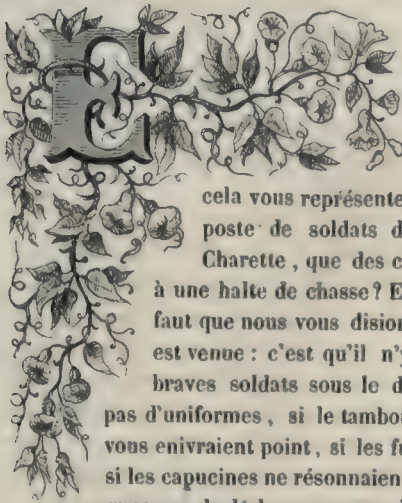 E
cela vous représente
poste de soldats d
Charette, que des c
à une halte de chasse? E
faut que nous vous disio
est venue : c'est qu'il n'
braves soldats sous le d
pas d'uniformes, si le tambo
vous enivraient point, si les f
si les capucines ne résonnaien